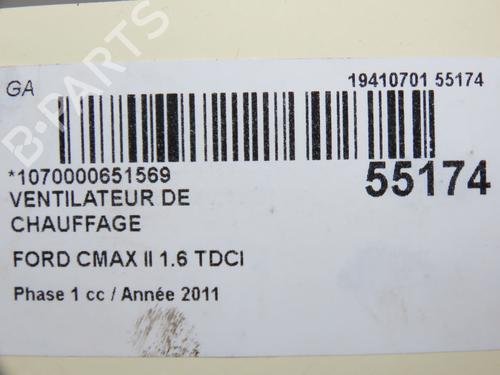 GA
19410701 55174
*1070000651569
55174
VENTILATEUR DE
CHAUFFAGE
FORD CMAX II 1.6 TDCI
Phase 1 cc / Année 2011
B-PARTS